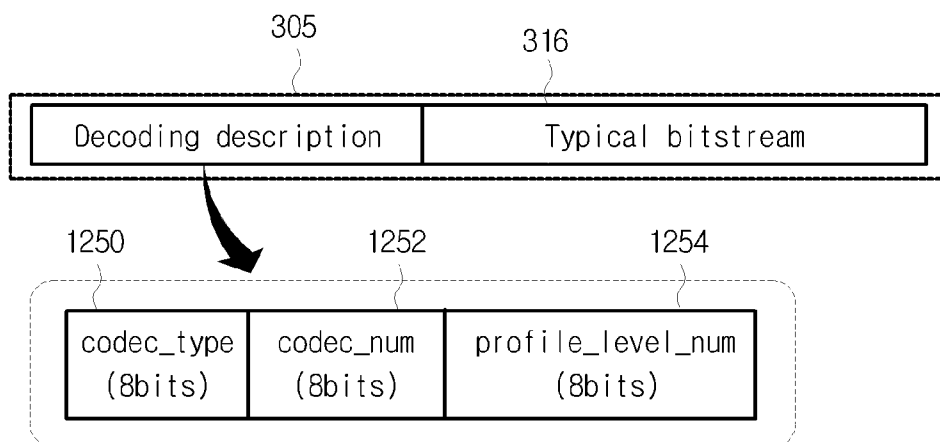 305 316
Decoding description Typical bitstream
1250 1252 1254
codec_type codec_num profile_level_num
(8bits) (8bits) (8bits)